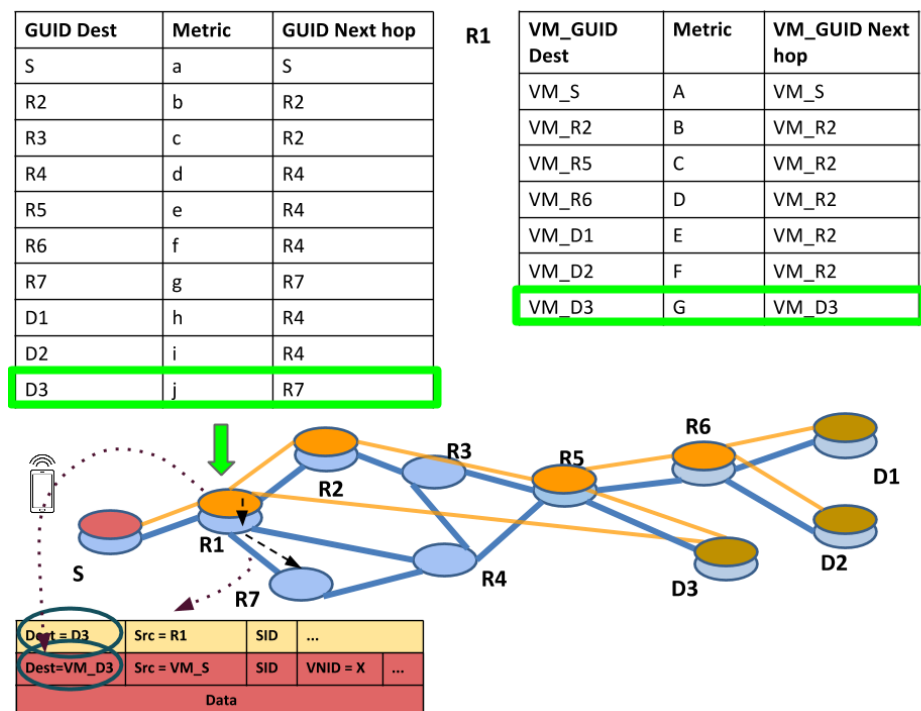 GUID Dest Metric GUID Next hop
S a S
R2 b R2
R3 c R2
R4 d R4
R5 e R4
R6 f R4
R7 g R7
D1 h R4
D2 i R4
D3 j R7
R1
VM_GUID Dest Metric VM_GUID Next hop
VM_S A VM_S
VM_R2 B VM_R2
VM_R5 C VM_R2
VM_R6 D VM_R2
VM_D1 E VM_R2
VM_D2 F VM_R2
VM_D3 G VM_D3
R6
R3
R5
D1
R2
R1
R4
D2
S
R7
D3
Dest = D3 Src = R1 SID ...
Dest=VM_D3 Src = VM_S SID VNID = X ...
Data